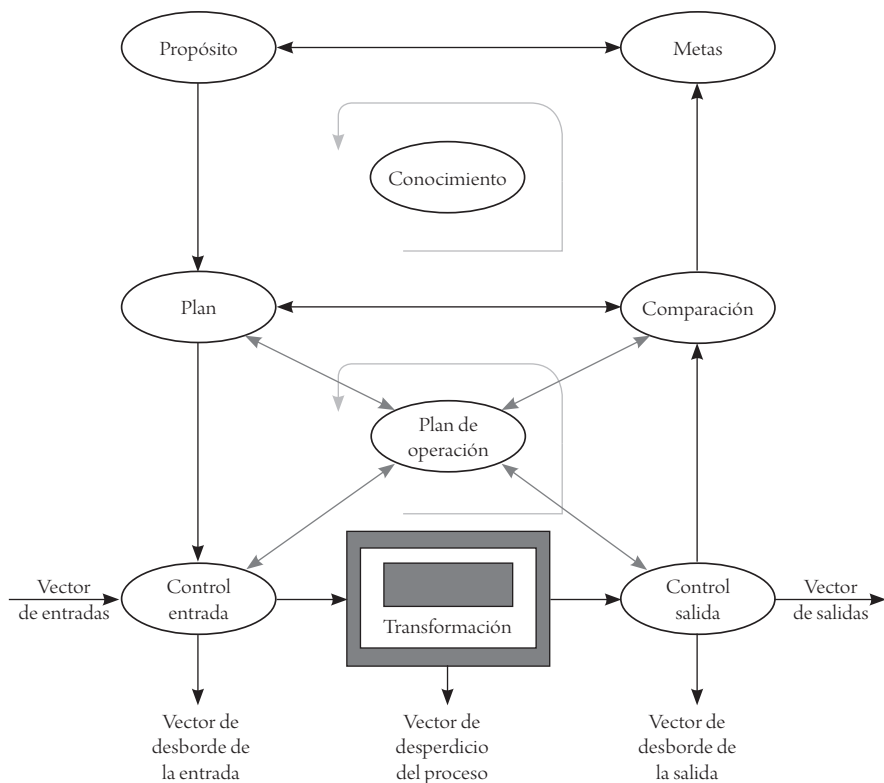 Propósito
Metas
Conocimiento
Plan
Comparación
Plan de
operación
Vector
de entradas
Control
entrada
Transformación
Control
salida
Vector
de salidas
Vector de
desborde de
la entrada
Vector de
desperdicio
del proceso
Vector de
desborde de
la salida